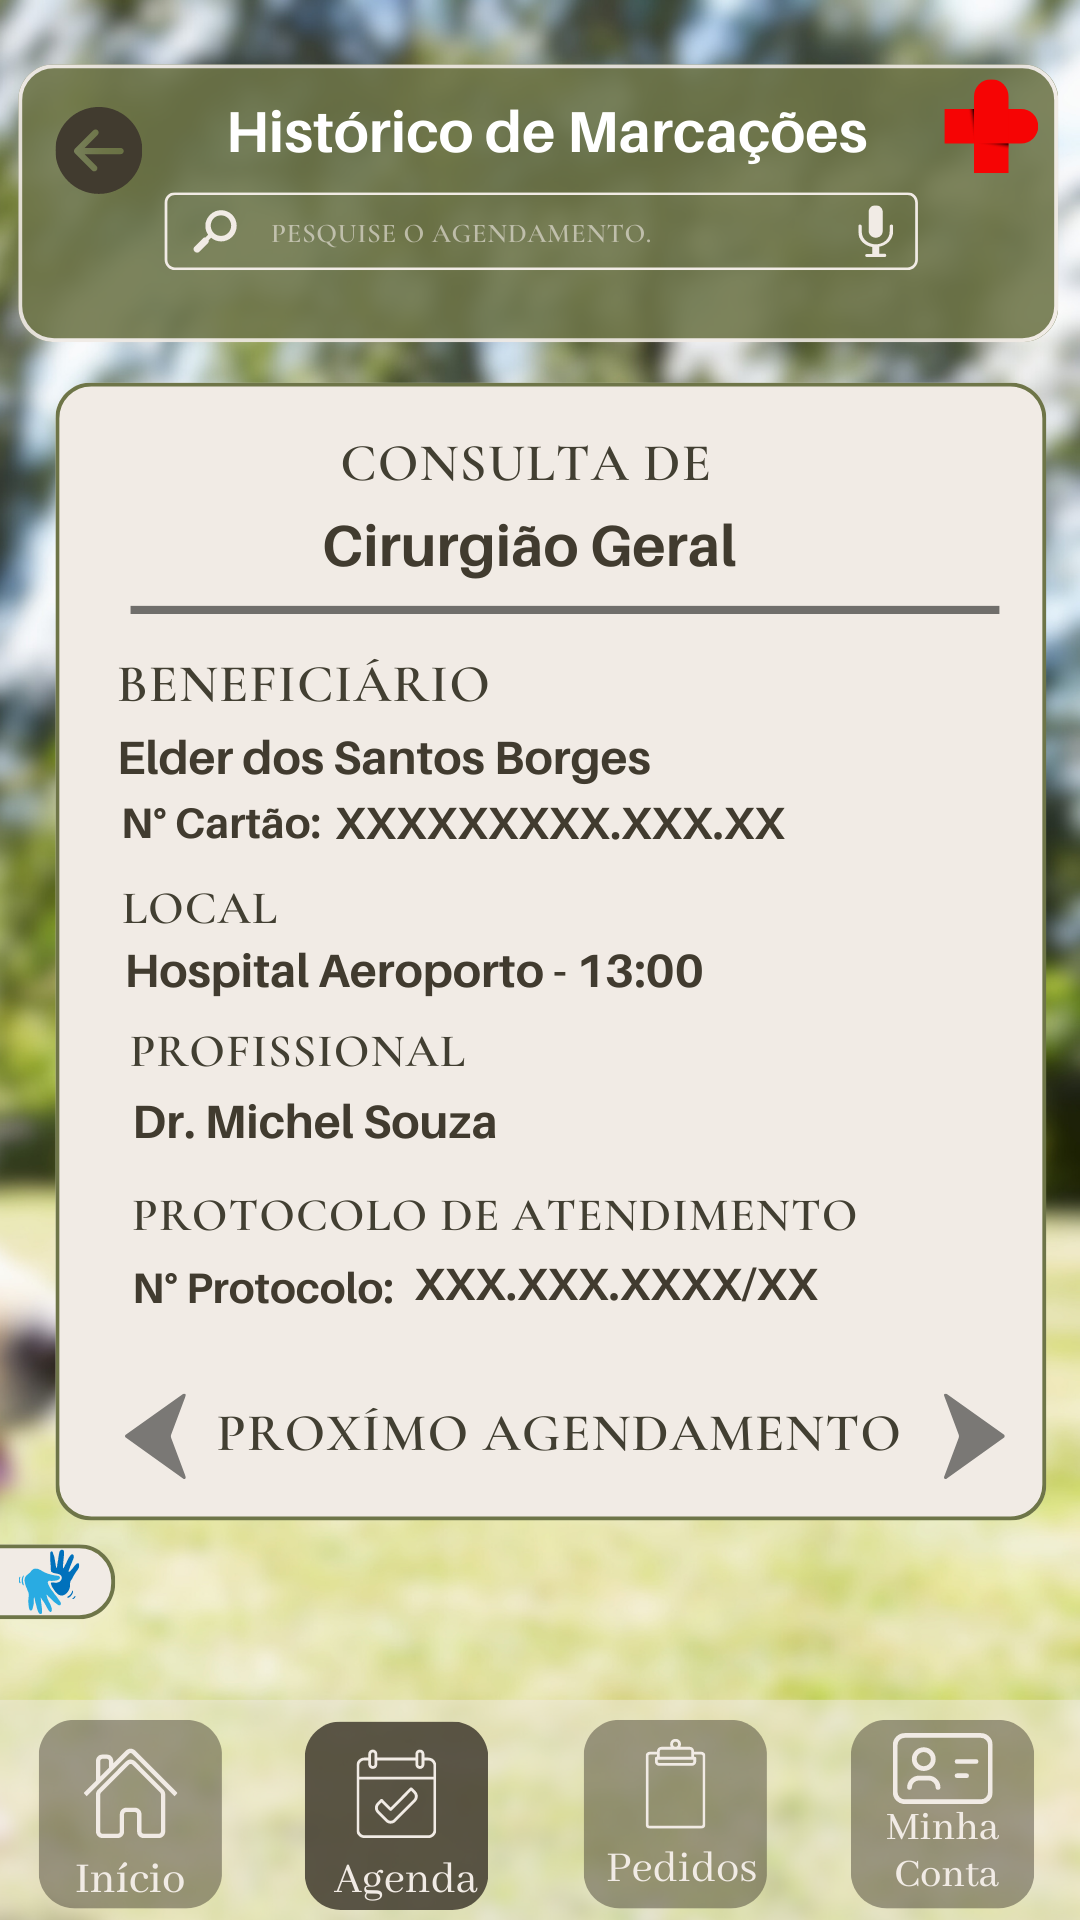 Histórico de Marcações
PESQUISE O AGENDAMENTO.
CONSULTA DE
Cirurgião Geral
BENEFICIÁRIO
Elder dos Santos Borges
N° Cartão: XXXXXXXXX.XXX.XX
LOCAL
Hospital Aeroporto - 13:00
PROFISSIONAL
Dr. Michel Souza
PROTOCOLO DE ATENDIMENTO
N° Protocolo: XXX.XXX.XXXX/XX
PROXÍMO AGENDAMENTO
Início
Agenda
Pedidos
Minha
Conta